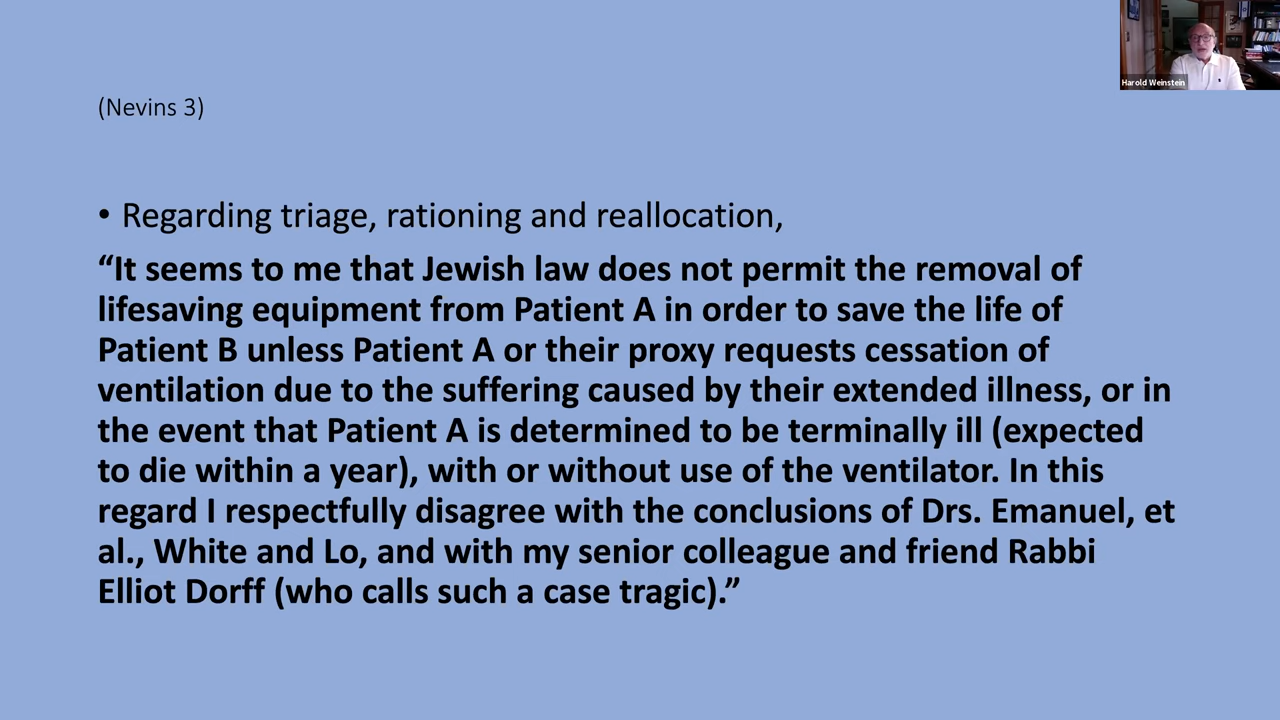 Harold Weinstein
(Nevins 3)
• Regarding triage, rationing and reallocation,
“It seems to me that Jewish law does not permit the removal of
lifesaving equipment from Patient A in order to save the life of
Patient B unless Patient A or their proxy requests cessation of
ventilation due to the suffering caused by their extended illness, or in
the event that Patient A is determined to be terminally ill (expected
to die within a year), with or without use of the ventilator. In this
regard I respectfully disagree with the conclusions of Drs. Emanuel, et
al., White and Lo, and with my senior colleague and friend Rabbi
Elliot Dorff (who calls such a case tragic).”